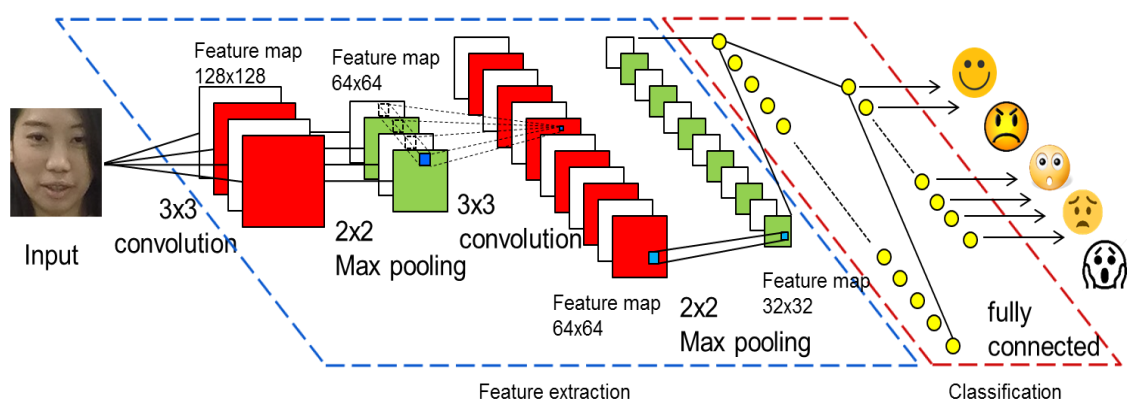 Feature map
128x128
Feature map
64x64
Input
3x3
convolution
2x2
Max pooling
3x3
convolution
Feature map
64x64
2x2
Max pooling
Feature map
32x32
fully
connected
Feature extraction
Classification